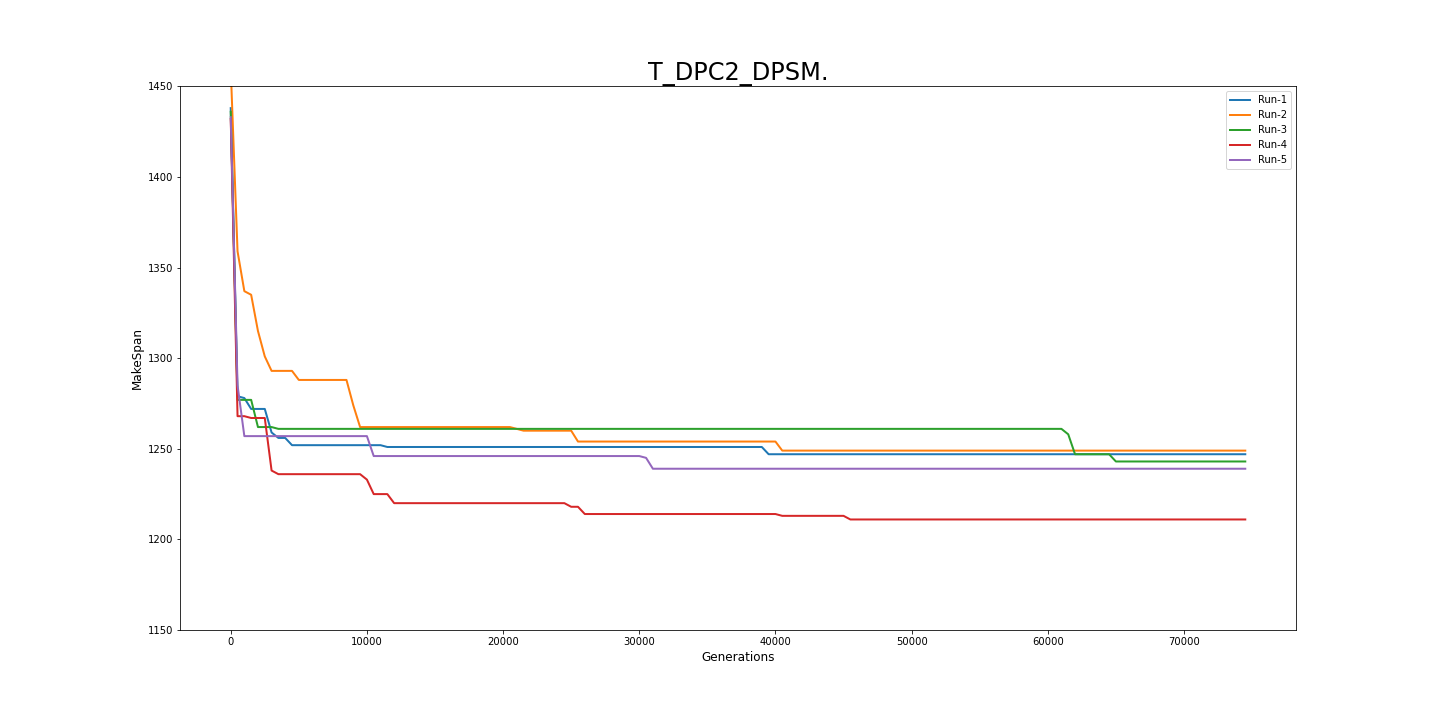 T_DPC2_DPSM.
1450
1400
1350
1300
1250
1200
1150
MakeSpan
Run-1
Run-2
Run-3
Run-4
Run-5
0 10000 20000 30000 40000 50000 60000 70000
Generations